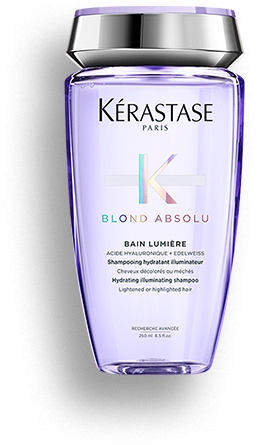 KÉRASTASE
PARIS
K
BLOND ABSOLU
BAIN LUMIÈRE
ACIDE HYALURONIQUE + EDELWEISS
Shampooing hydratant illuminateur
Cheveux décolorés ou méchés
Hydrating illuminating shampoo
Lightened or highlighted hair
RECHERCHE AVANCÉE
250 ml 8.5 fl.oz.